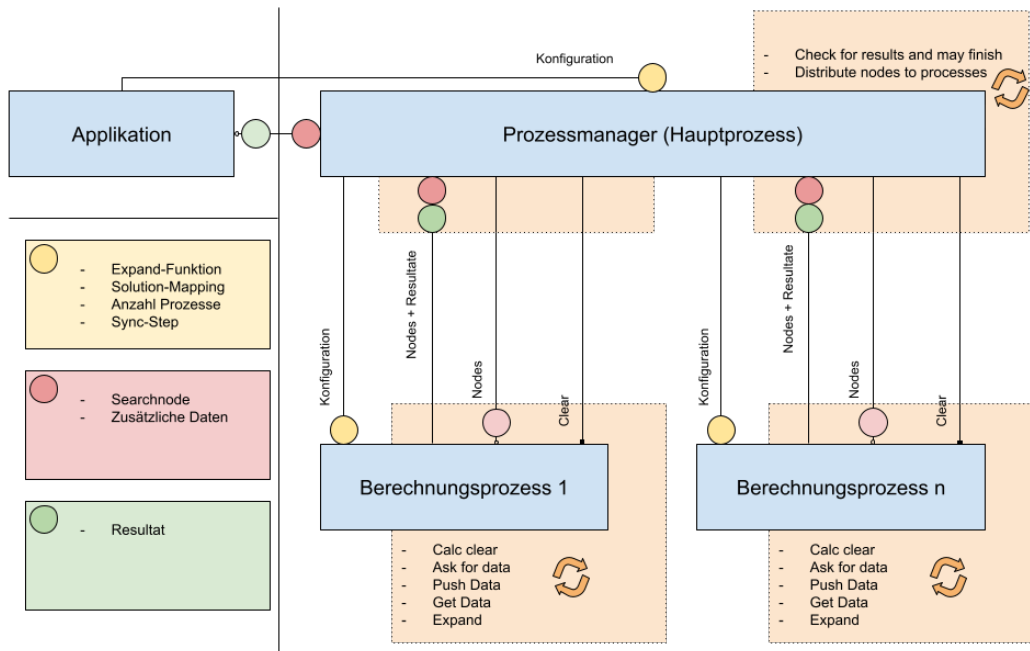 Konfiguration
- Check for results and may finish
- Distribute nodes to processes
Applikation
Prozessmanager (Hauptprozess)
- Expand-Funktion
- Solution-Mapping
- Anzahl Prozesse
- Sync-Step
- Searchnode
- Zusätzliche Daten
- Resultat
Konfiguration
Nodes + Resultate
Nodes
Clear
Konfiguration
Nodes + Resultate
Nodes
Clear
Berechnungsprozess 1
Berechnungsprozess n
- Calc clear
- Ask for data
- Push Data
- Get Data
- Expand
- Calc clear
- Ask for data
- Push Data
- Get Data
- Expand